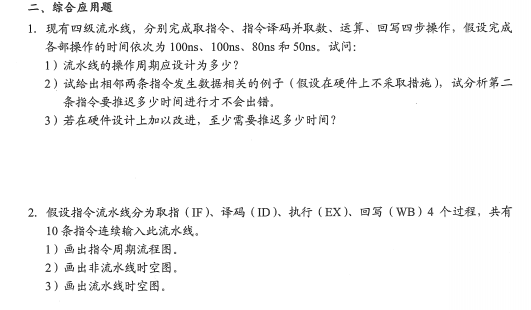 二、综合应用题
1. 现有四级流水线，分别完成取指令、指令译码并取数、运算、回写四步操作，假设完成
各部操作的时间依次为 100ns、100ns、80ns 和 50ns。试问：
1）流水线的操作周期应设计为多少？
2）试给出相邻两条指令发生数据相关的例子（假设在硬件上不采取措施），试分析第二
条指令要推迟多少时间进行才不会出错。
3）若在硬件设计上加以改进，至少需要推迟多少时间？
2. 假设指令流水线分为取指（IF）、译码（ID）、执行（EX）、回写（WB）4 个过程，共有
10 条指令连续输入此流水线。
1）画出指令周期流程图。
2）画出非流水线时空图。
3）画出流水线时空图。